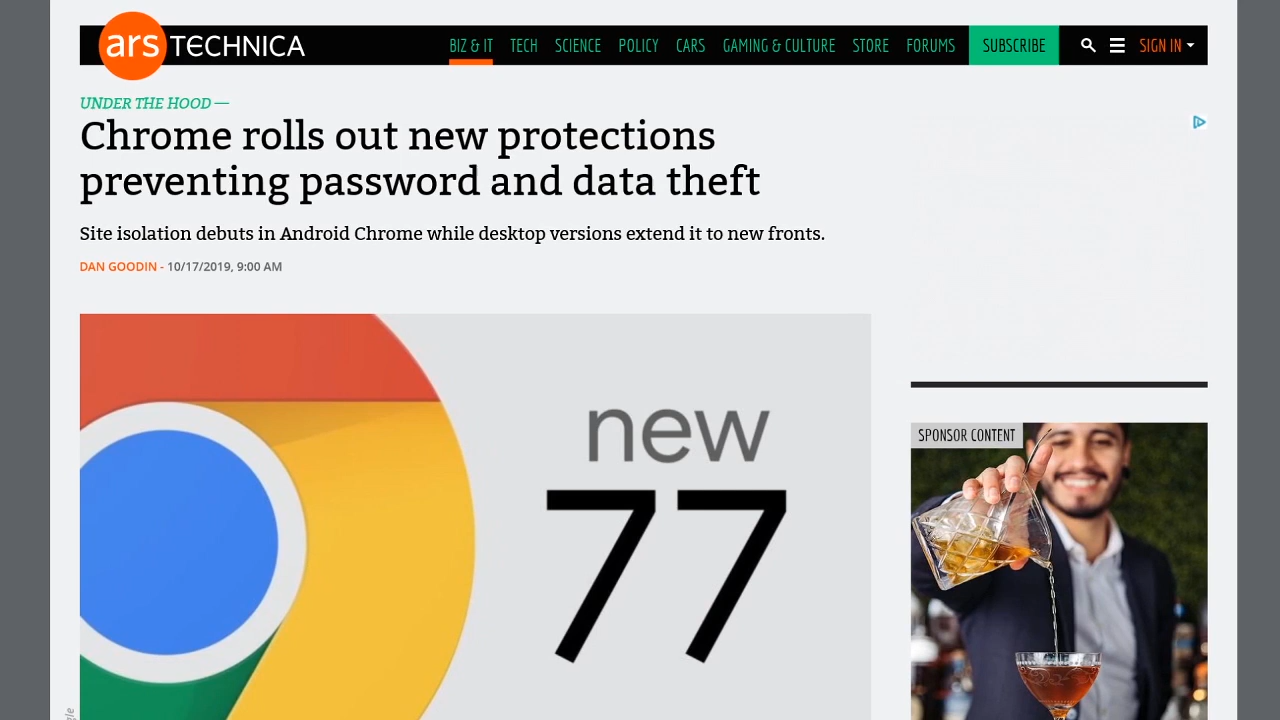 ars TECHNICA
BIZ & IT TECH SCIENCE POLICY CARS GAMING & CULTURE STORE FORUMS SUBSCRIBE SIGN IN
UNDER THE HOOD —
Chrome rolls out new protections
preventing password and data theft
Site isolation debuts in Android Chrome while desktop versions extend it to new fronts.
DAN GOODIN - 10/17/2019, 9:00 AM
new
77
SPONSOR CONTENT